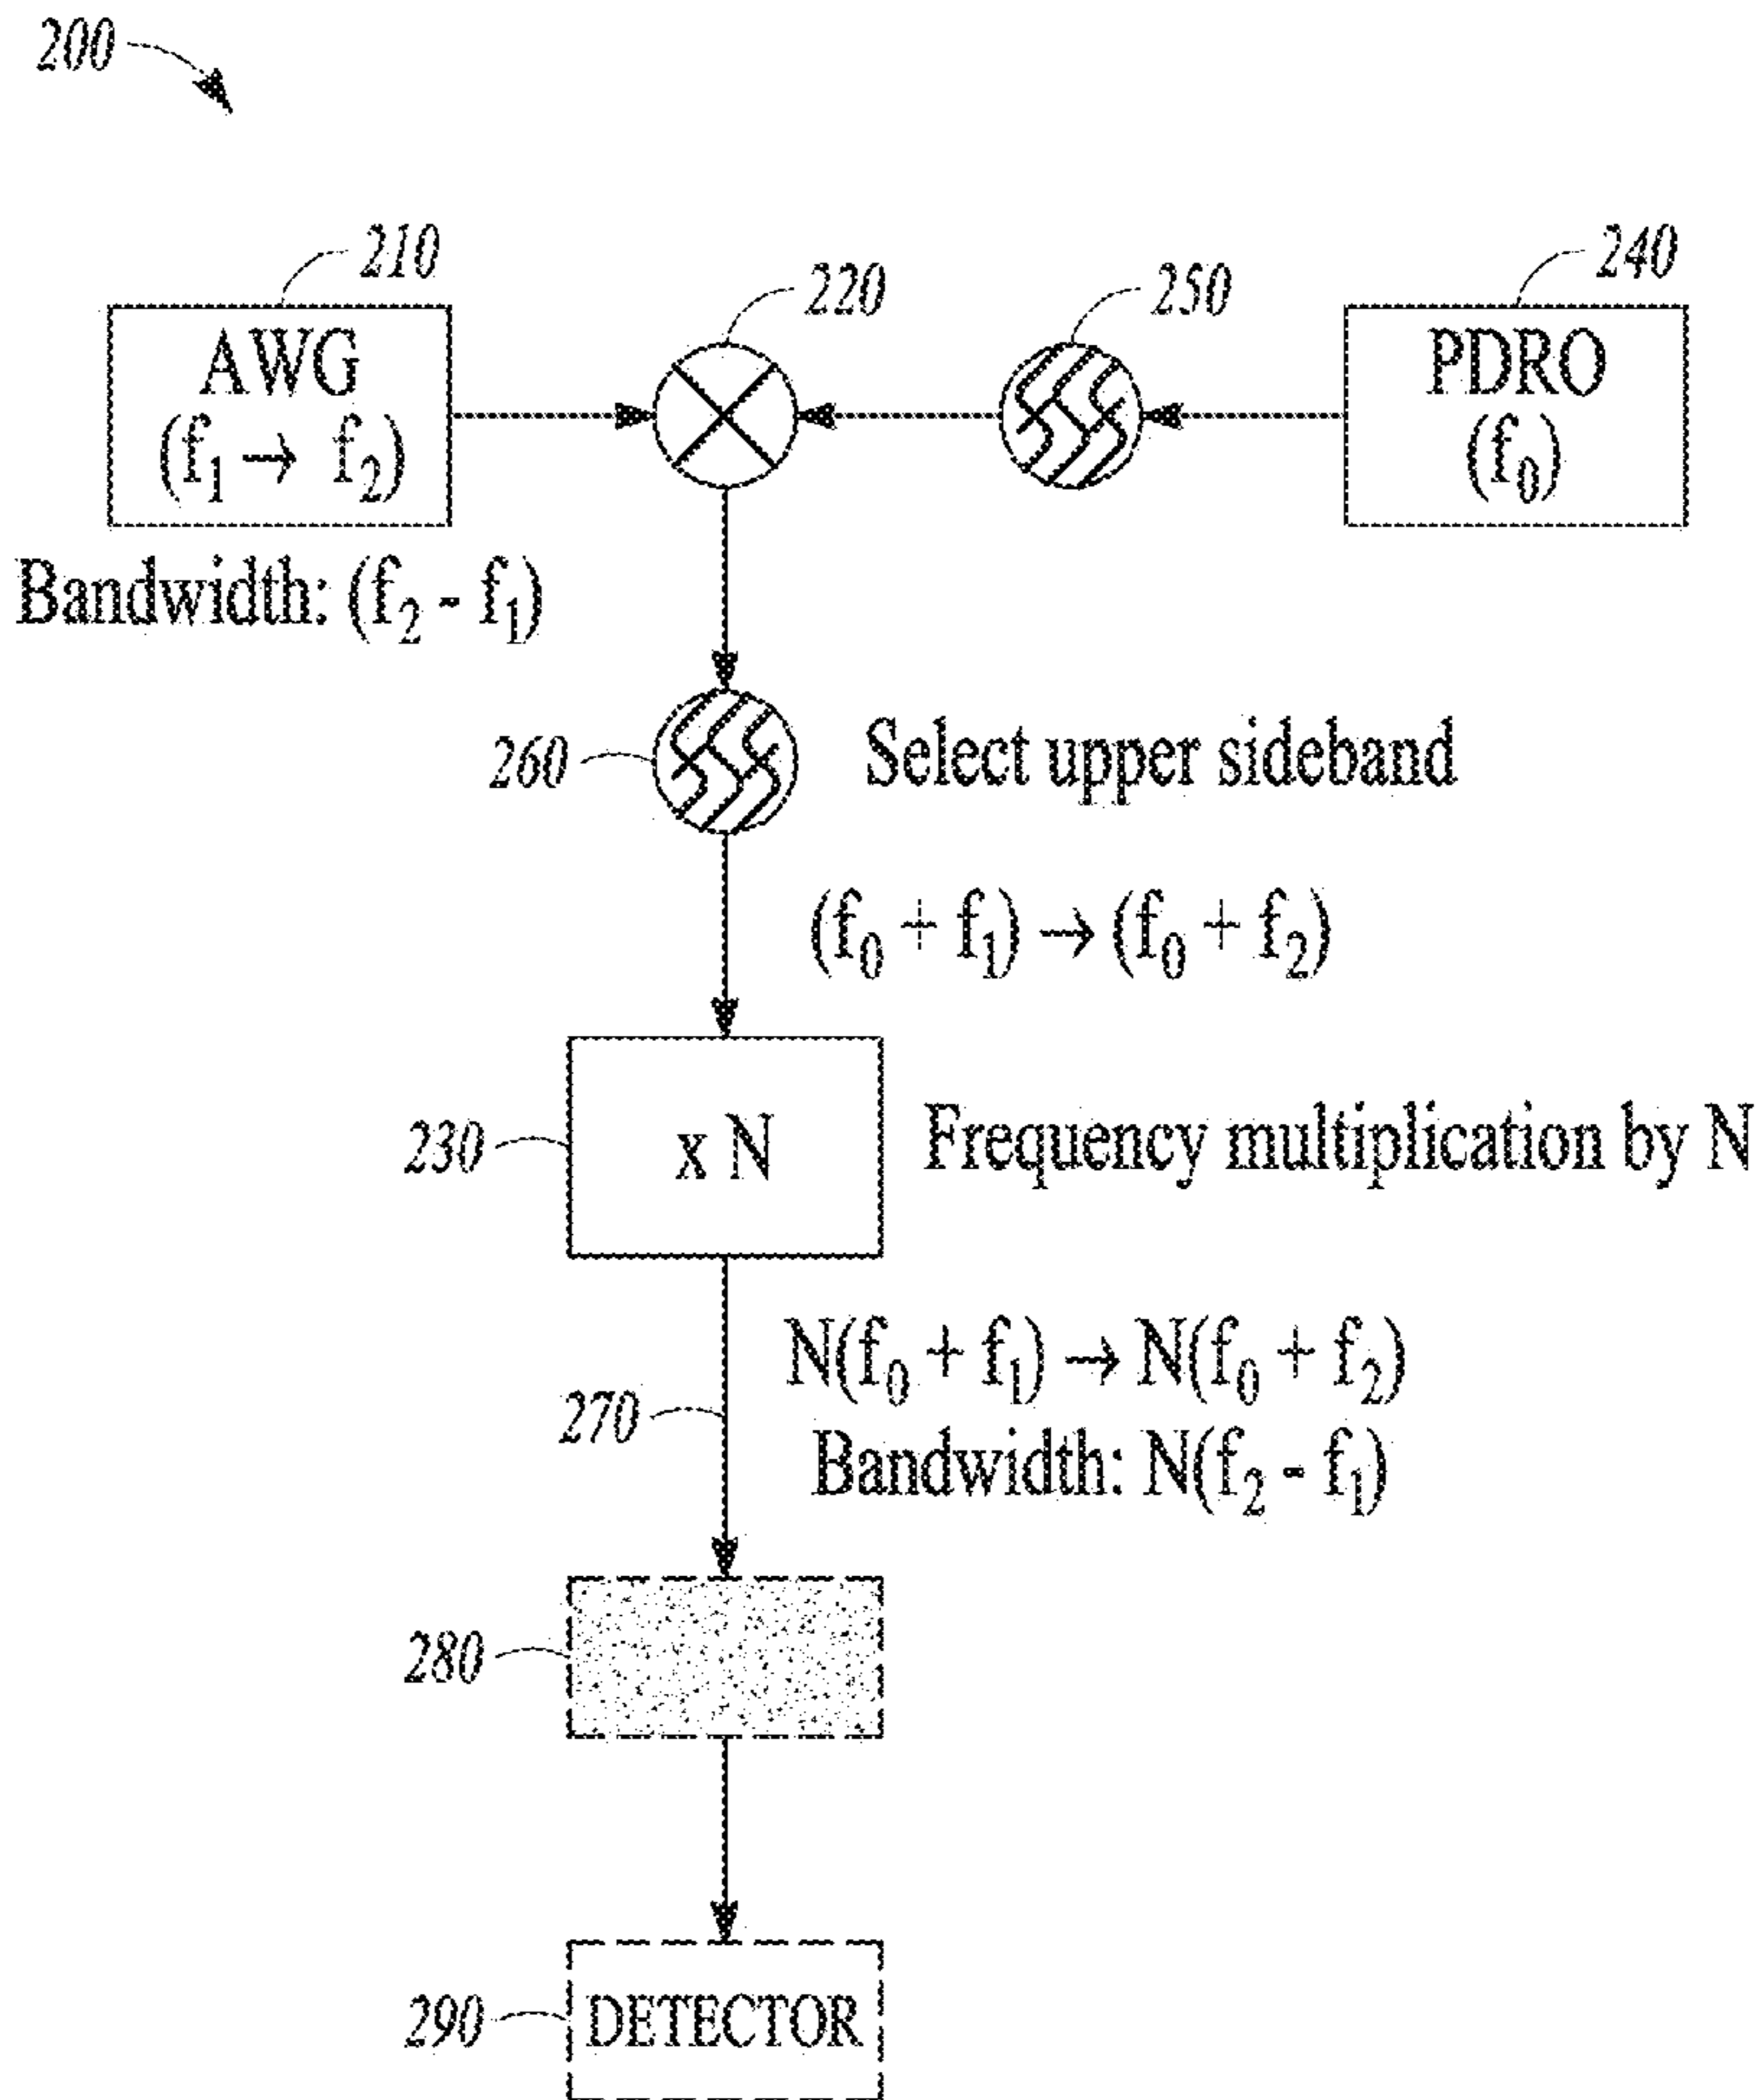 200
210
220
250
240
AWG
(f₁ → f₂)
PDRO
(f₀)
Bandwidth: (f₂ - f₁)
260
Select upper sideband
(f₀ + f₁) → (f₀ + f₂)
230
x N
Frequency multiplication by N
N(f₀ + f₁) → N(f₀ + f₂)
270
Bandwidth: N(f₂ - f₁)
280
290
DETECTOR